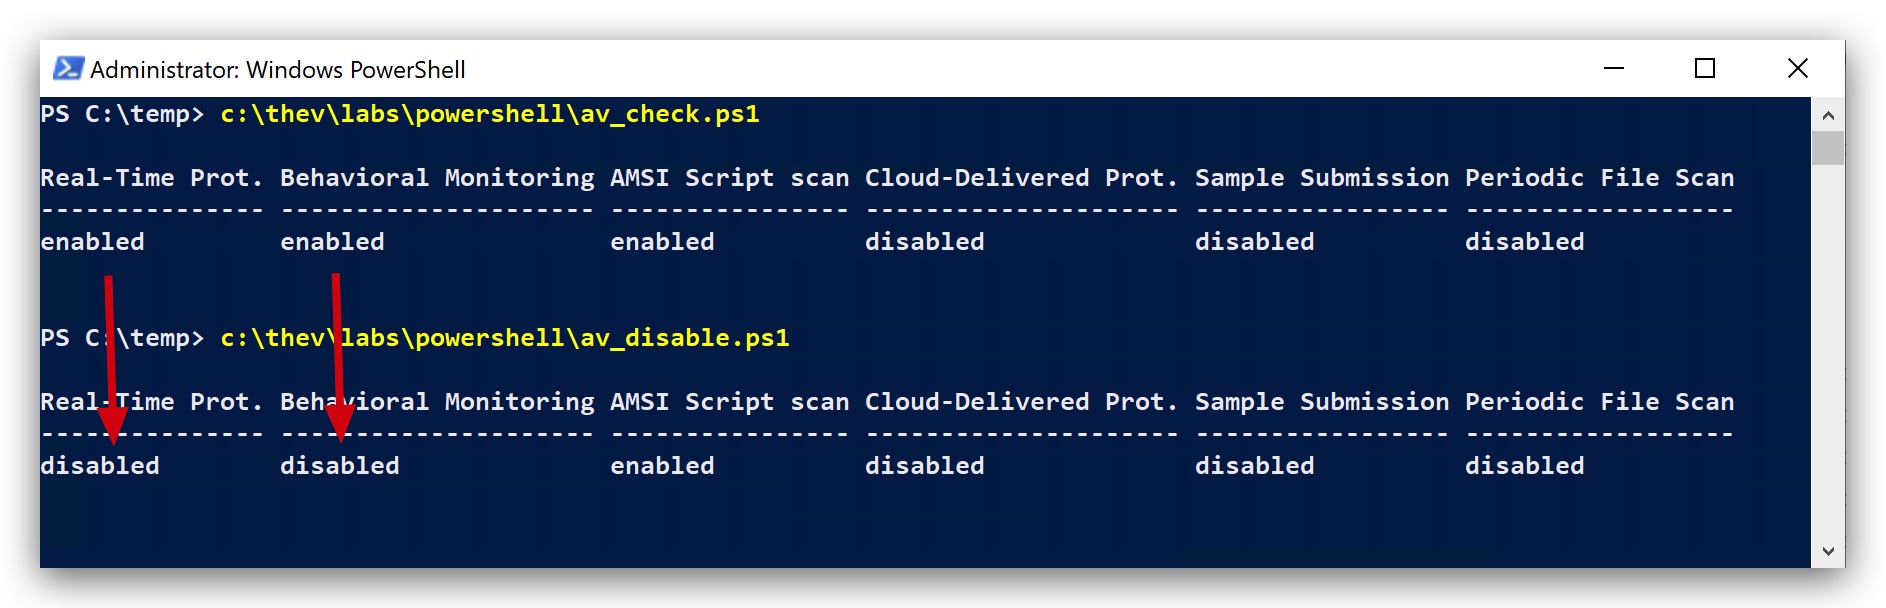 Administrator: Windows PowerShell
PS C:\temp> c:\thev\labs\powershell\av_check.ps1
Real-Time Prot. Behavioral Monitoring AMSI Script scan Cloud-Delivered Prot. Sample Submission Periodic File Scan
--------------- --------------------- ---------------- --------------------- ----------------- ------------------
enabled         enabled               enabled          disabled              disabled          disabled
PS C:\temp> c:\thev\labs\powershell\av_disable.ps1
Real-Time Prot. Behavioral Monitoring AMSI Script scan Cloud-Delivered Prot. Sample Submission Periodic File Scan
--------------- --------------------- ---------------- --------------------- ----------------- ------------------
disabled        disabled              enabled          disabled              disabled          disabled